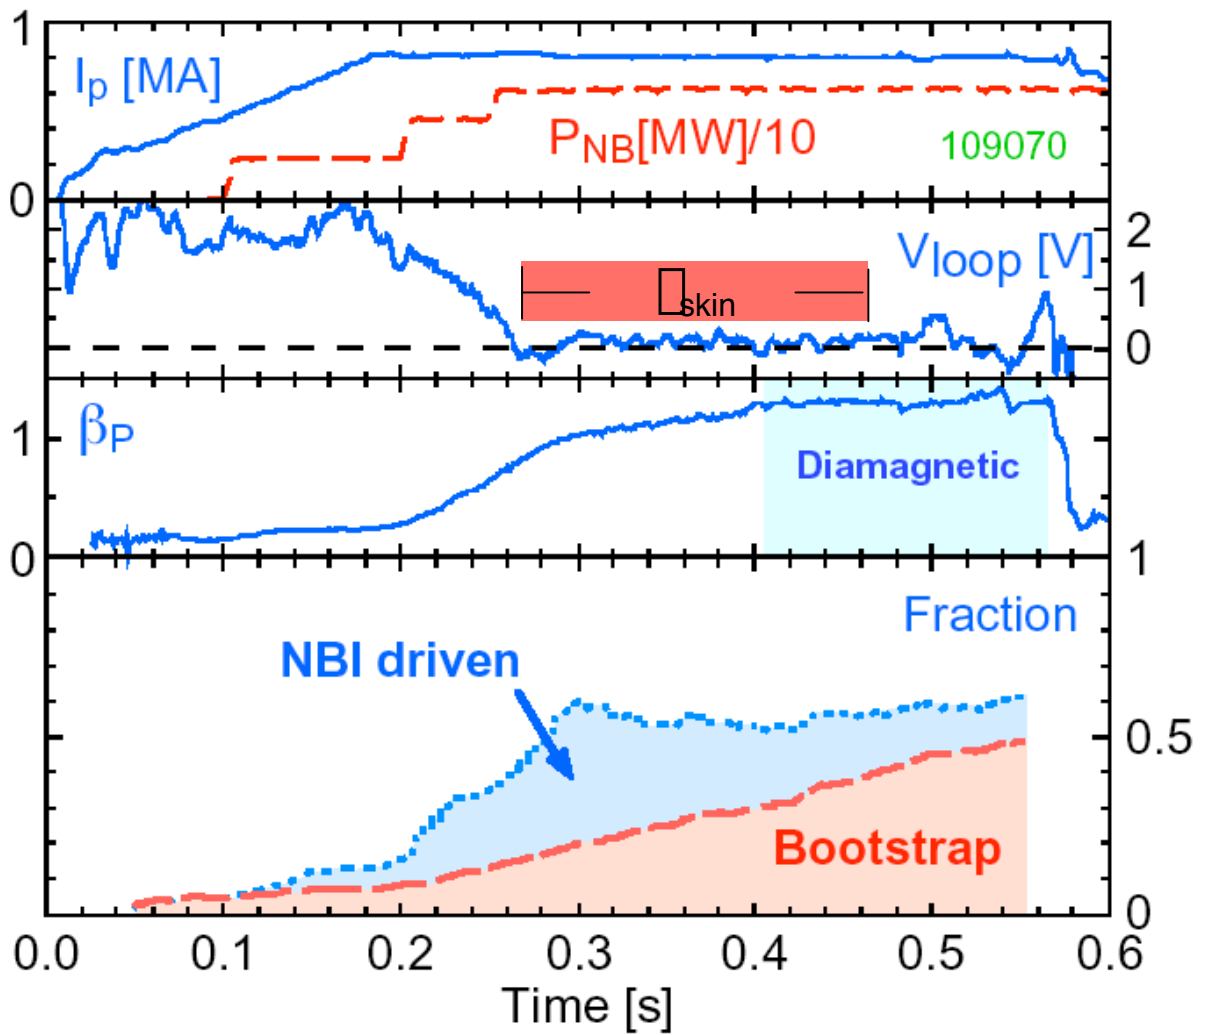 1
Ip [MA]
PNB[MW]/10
109070
0
Vloop [V]
2
1
0
skin
βP
1
Diamagnetic
0
1
Fraction
NBI driven
0.5
Bootstrap
0
0.0 0.1 0.2 0.3 0.4 0.5 0.6
Time [s]